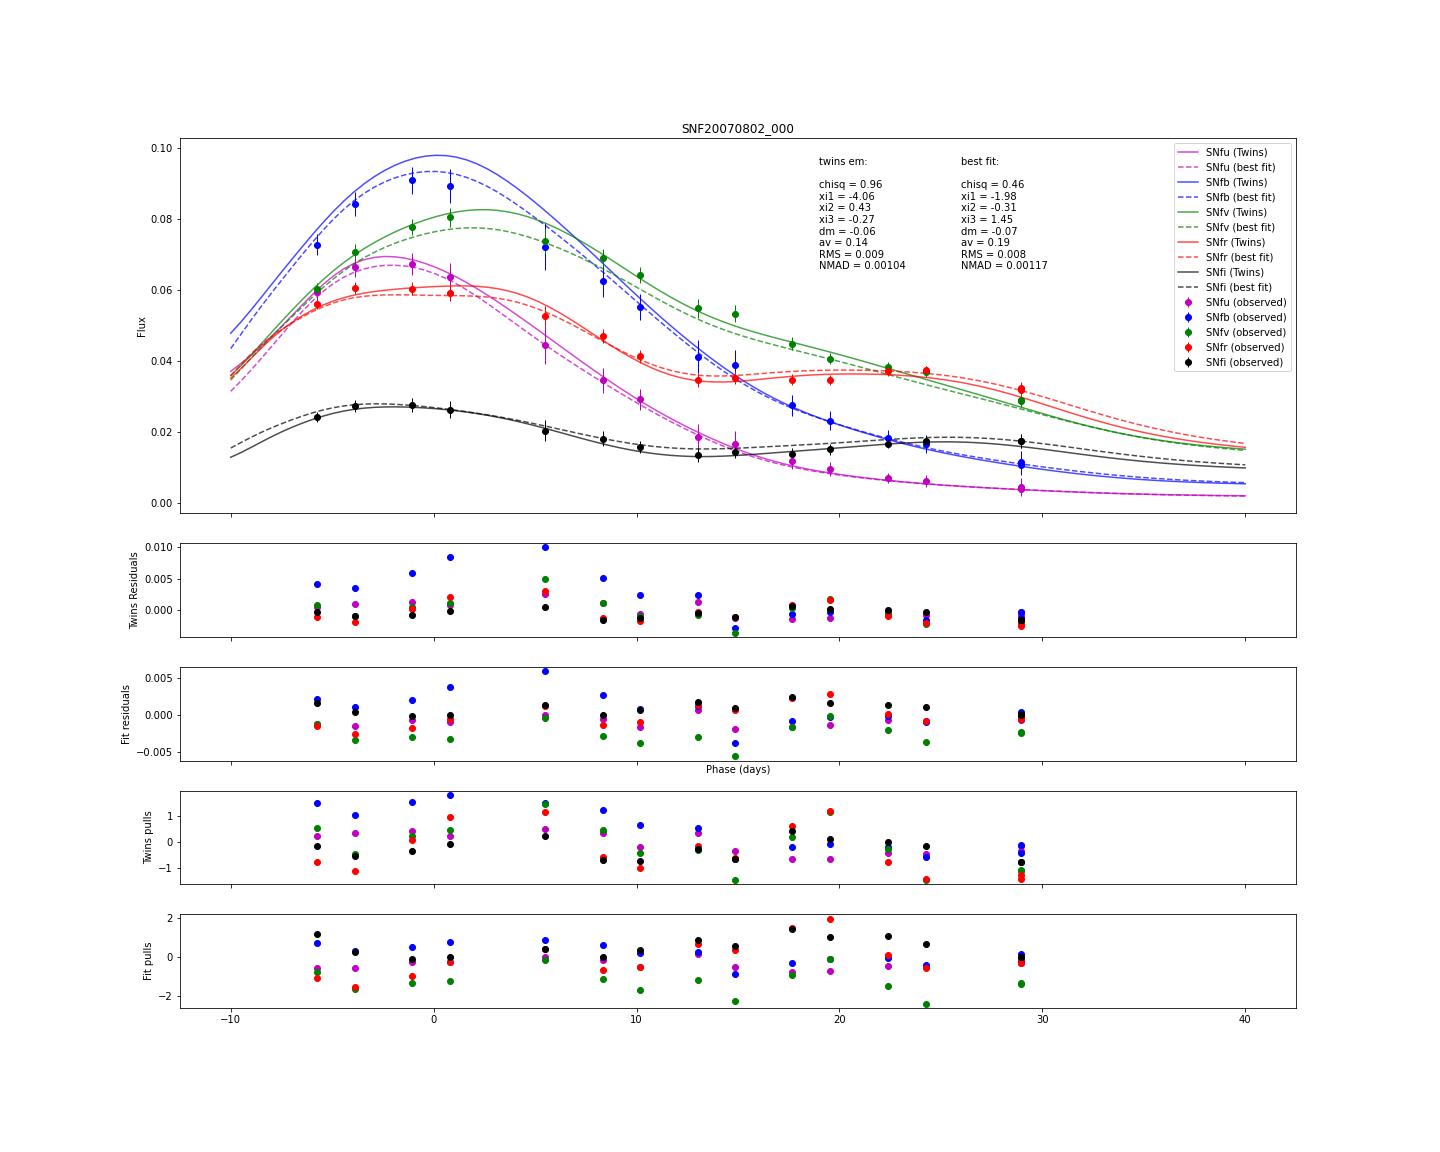 SNF20070802_000
0.10
0.08
0.06
0.04
0.02
0.00
Flux
twins em:
chisq = 0.96
xi1 = -4.06
xi2 = 0.43
xi3 = -0.27
dm = -0.06
av = 0.14
RMS = 0.009
NMAD = 0.00104
best fit:
chisq = 0.46
xi1 = -1.98
xi2 = -0.31
xi3 = 1.45
dm = -0.07
av = 0.19
RMS = 0.008
NMAD = 0.00117
SNfu (Twins)
SNfu (best fit)
SNfb (Twins)
SNfb (best fit)
SNfv (Twins)
SNfv (best fit)
SNfr (Twins)
SNfr (best fit)
SNfi (Twins)
SNfi (best fit)
SNfu (observed)
SNfb (observed)
SNfv (observed)
SNfr (observed)
SNfi (observed)
0.010
0.005
0.000
Twins Residuals
0.005
0.000
−0.005
Fit residuals
Phase (days)
1
0
−1
Twins pulls
2
0
−2
Fit pulls
−10
0
10
20
30
40